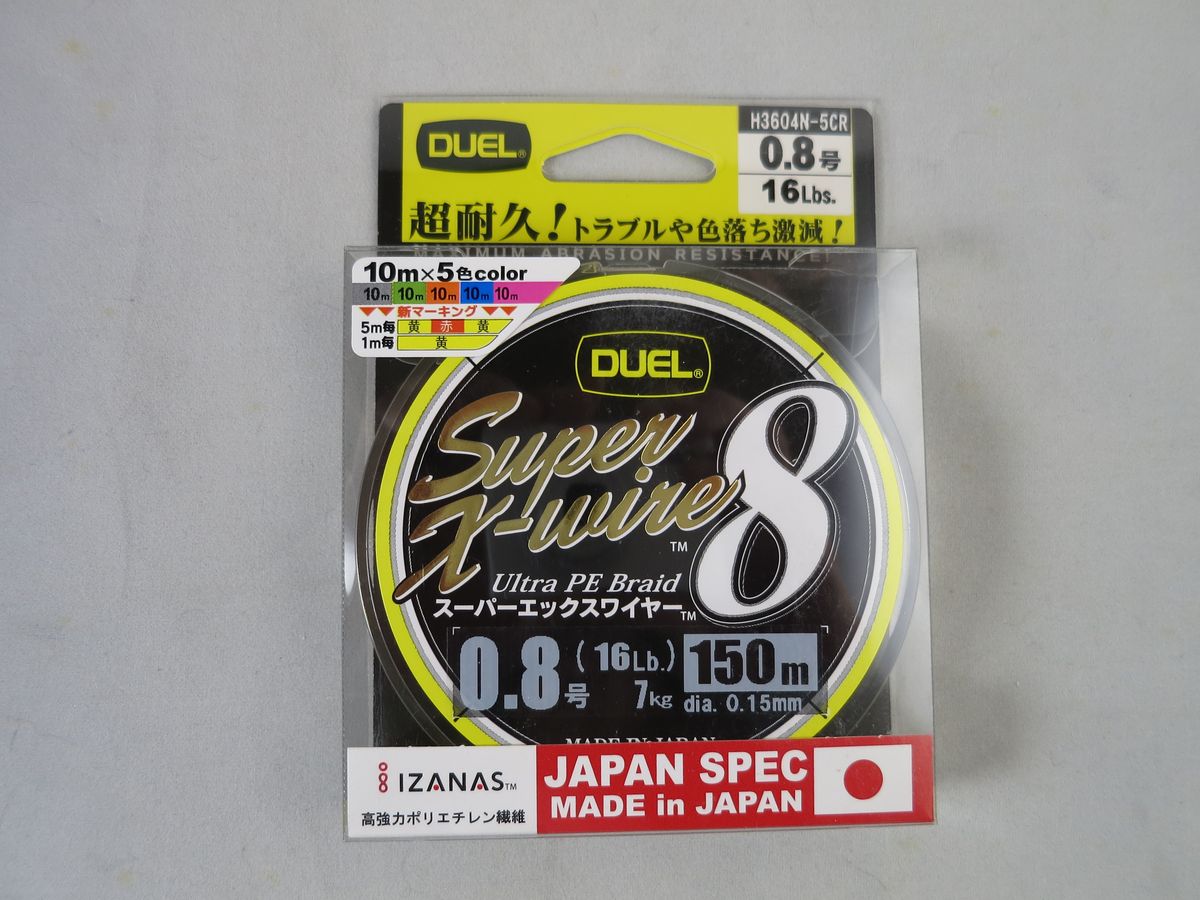 DUEL®
H3604N-5CR
0.8号
16Lbs.
超耐久! トラブルや色落ち激減!
MAXIMUM ABRASION RESISTANCE!
10m×5色color
10m 10m 10m 10m 10m
▼▼新マーキング▼▼
5m毎 黄 赤 黄
1m毎 黄
DUEL®
Super
X-wire 8
TM
Ultra PE Braid
スーパーエックスワイヤーTM
0.8号 (16Lb.) 7kg 150m
dia. 0.15mm
MADE IN JAPAN
IZANAS TM
高強力ポリエチレン繊維
JAPAN SPEC
MADE in JAPAN